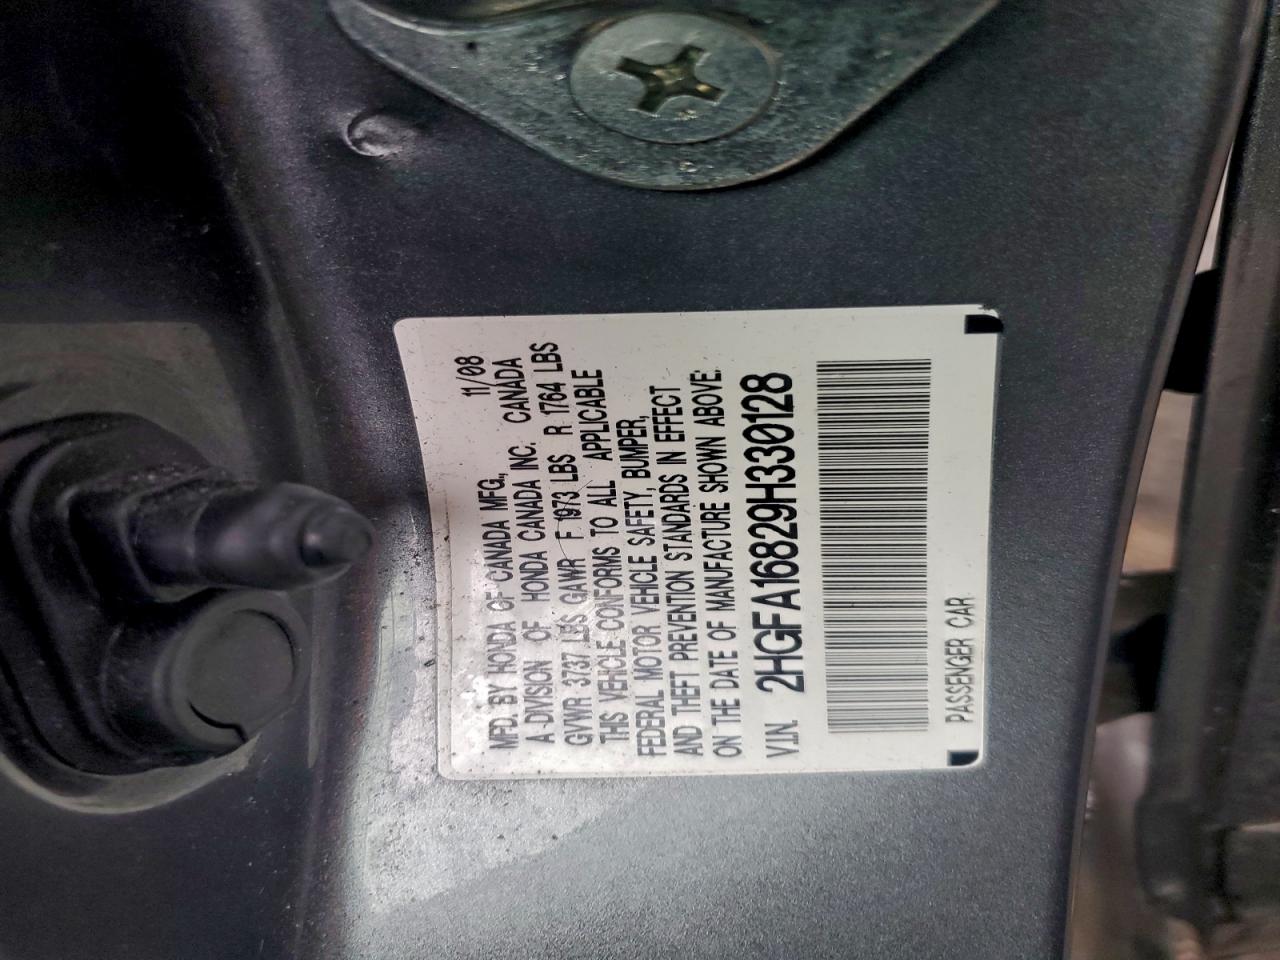 MFD. BY HONDA OF CANADA MFG., 11/08
A DIVISION OF HONDA CANADA INC. CANADA
GVWR 3737 LBS GAWR F 1973 LBS R 1764 LBS
THIS VEHICLE CONFORMS TO ALL APPLICABLE
FEDERAL MOTOR VEHICLE SAFETY, BUMPER,
AND THEFT PREVENTION STANDARDS IN EFFECT
ON THE DATE OF MANUFACTURE SHOWN ABOVE.
V.I.N. 2HGFA16829H330128
PASSENGER CAR